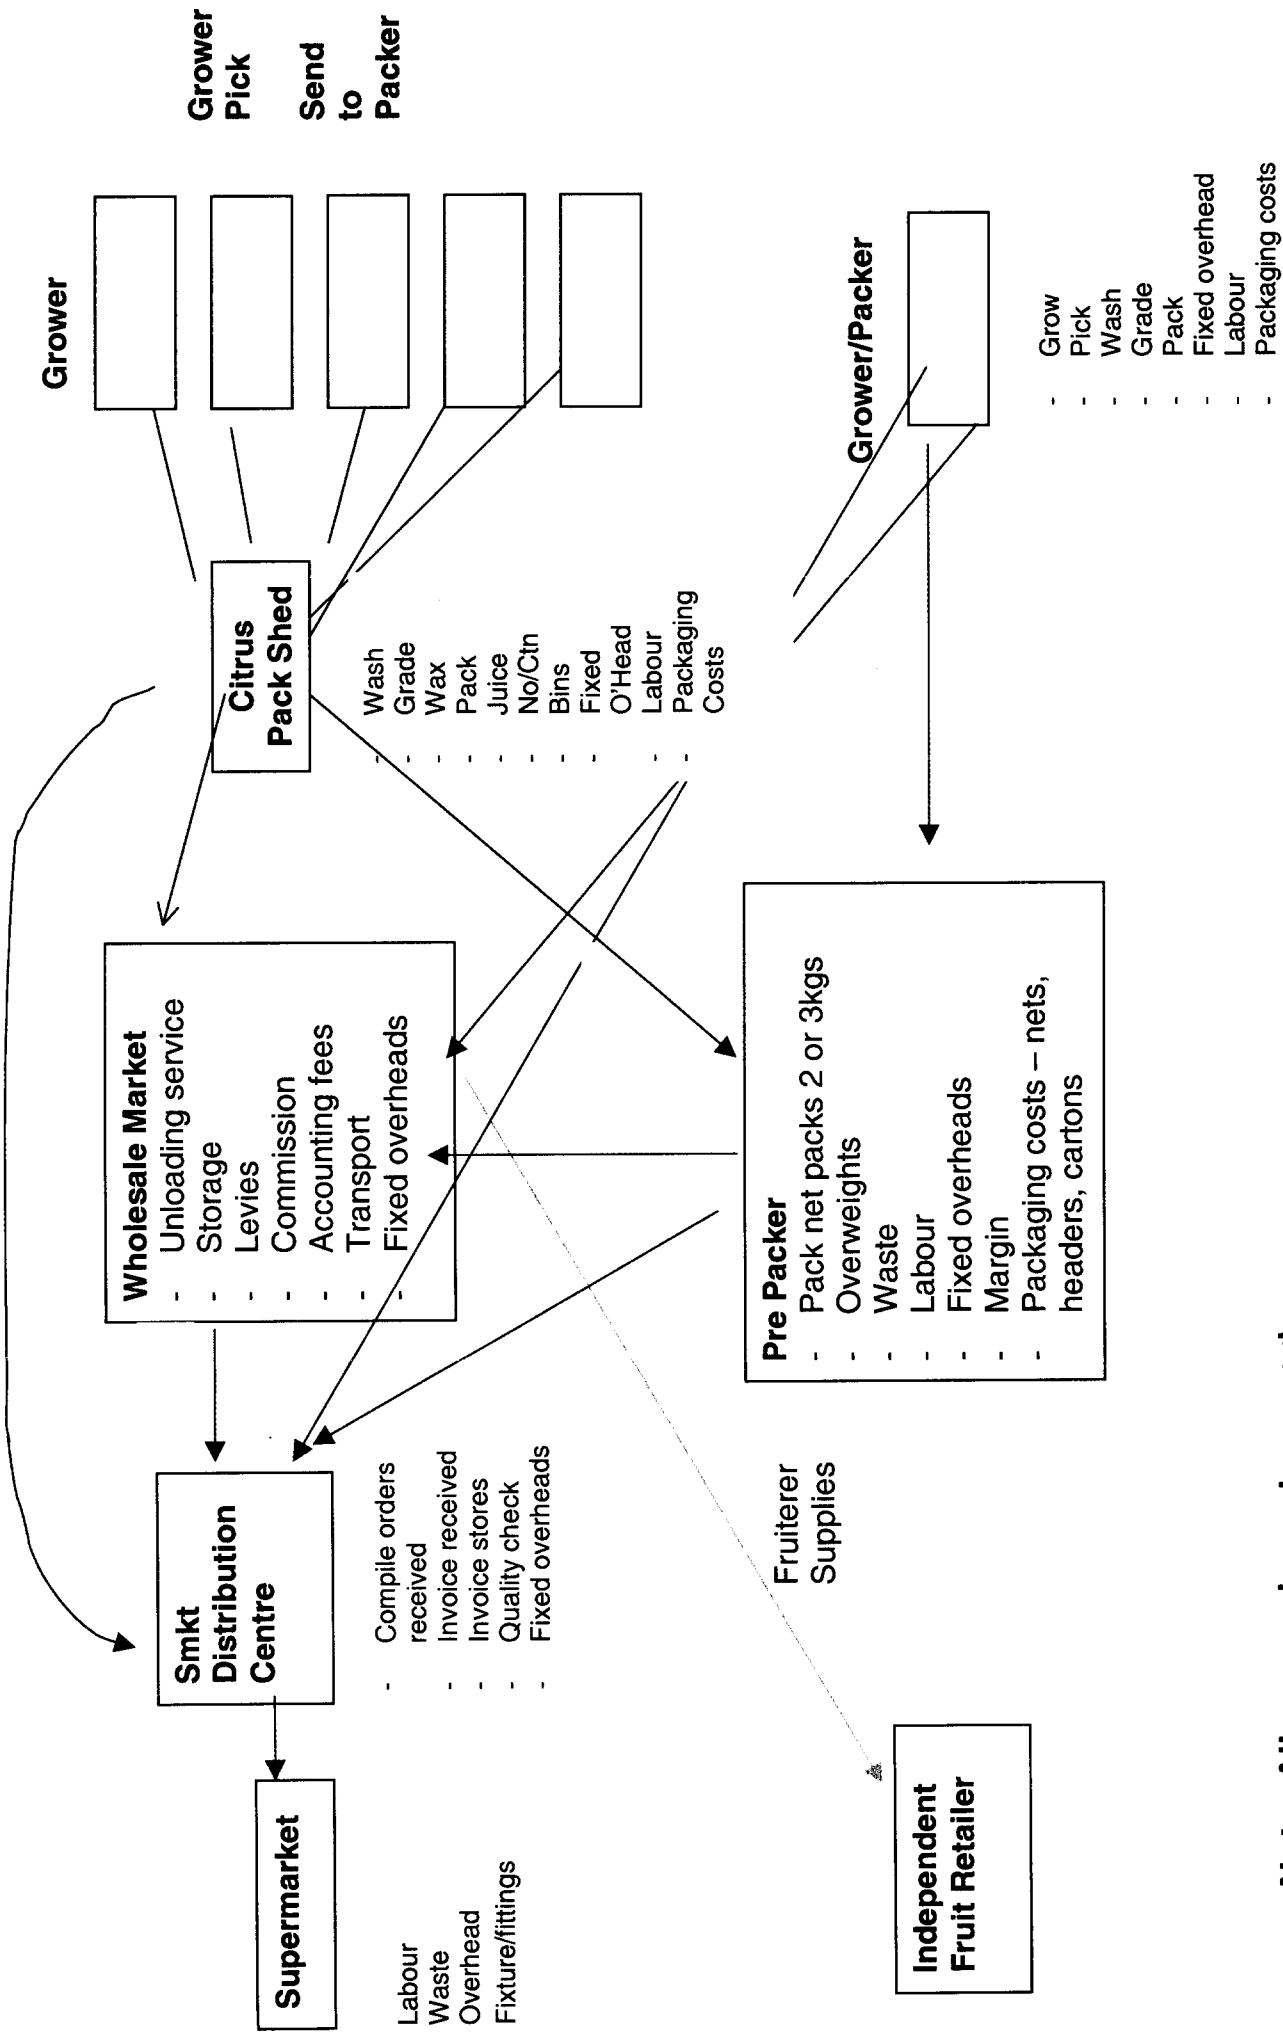 Grower
Grower
Pick
Send
to
Packer
Citrus
Pack Shed
- Wash
- Grade
- Wax
- Pack
- Juice
- No/Ctn
- Bins
- Fixed
O'Head
- Labour
- Packaging
Costs
Grower/Packer
- Grow
- Pick
- Wash
- Grade
- Pack
- Fixed overhead
- Labour
- Packaging costs
Wholesale Market
- Unloading service
- Storage
- Levies
- Commission
- Accounting fees
- Transport
- Fixed overheads
Pre Packer
- Pack net packs 2 or 3kgs
- Overweights
- Waste
- Labour
- Fixed overheads
- Margin
- Packaging costs – nets,
headers, cartons
Smkt
Distribution
Centre
- Compile orders
received
- Invoice received
- Invoice stores
- Quality check
- Fixed overheads
Supermarket
Labour
Waste
Overhead
Fixture/fittings
Fruiterer
Supplies
Independent
Fruit Retailer